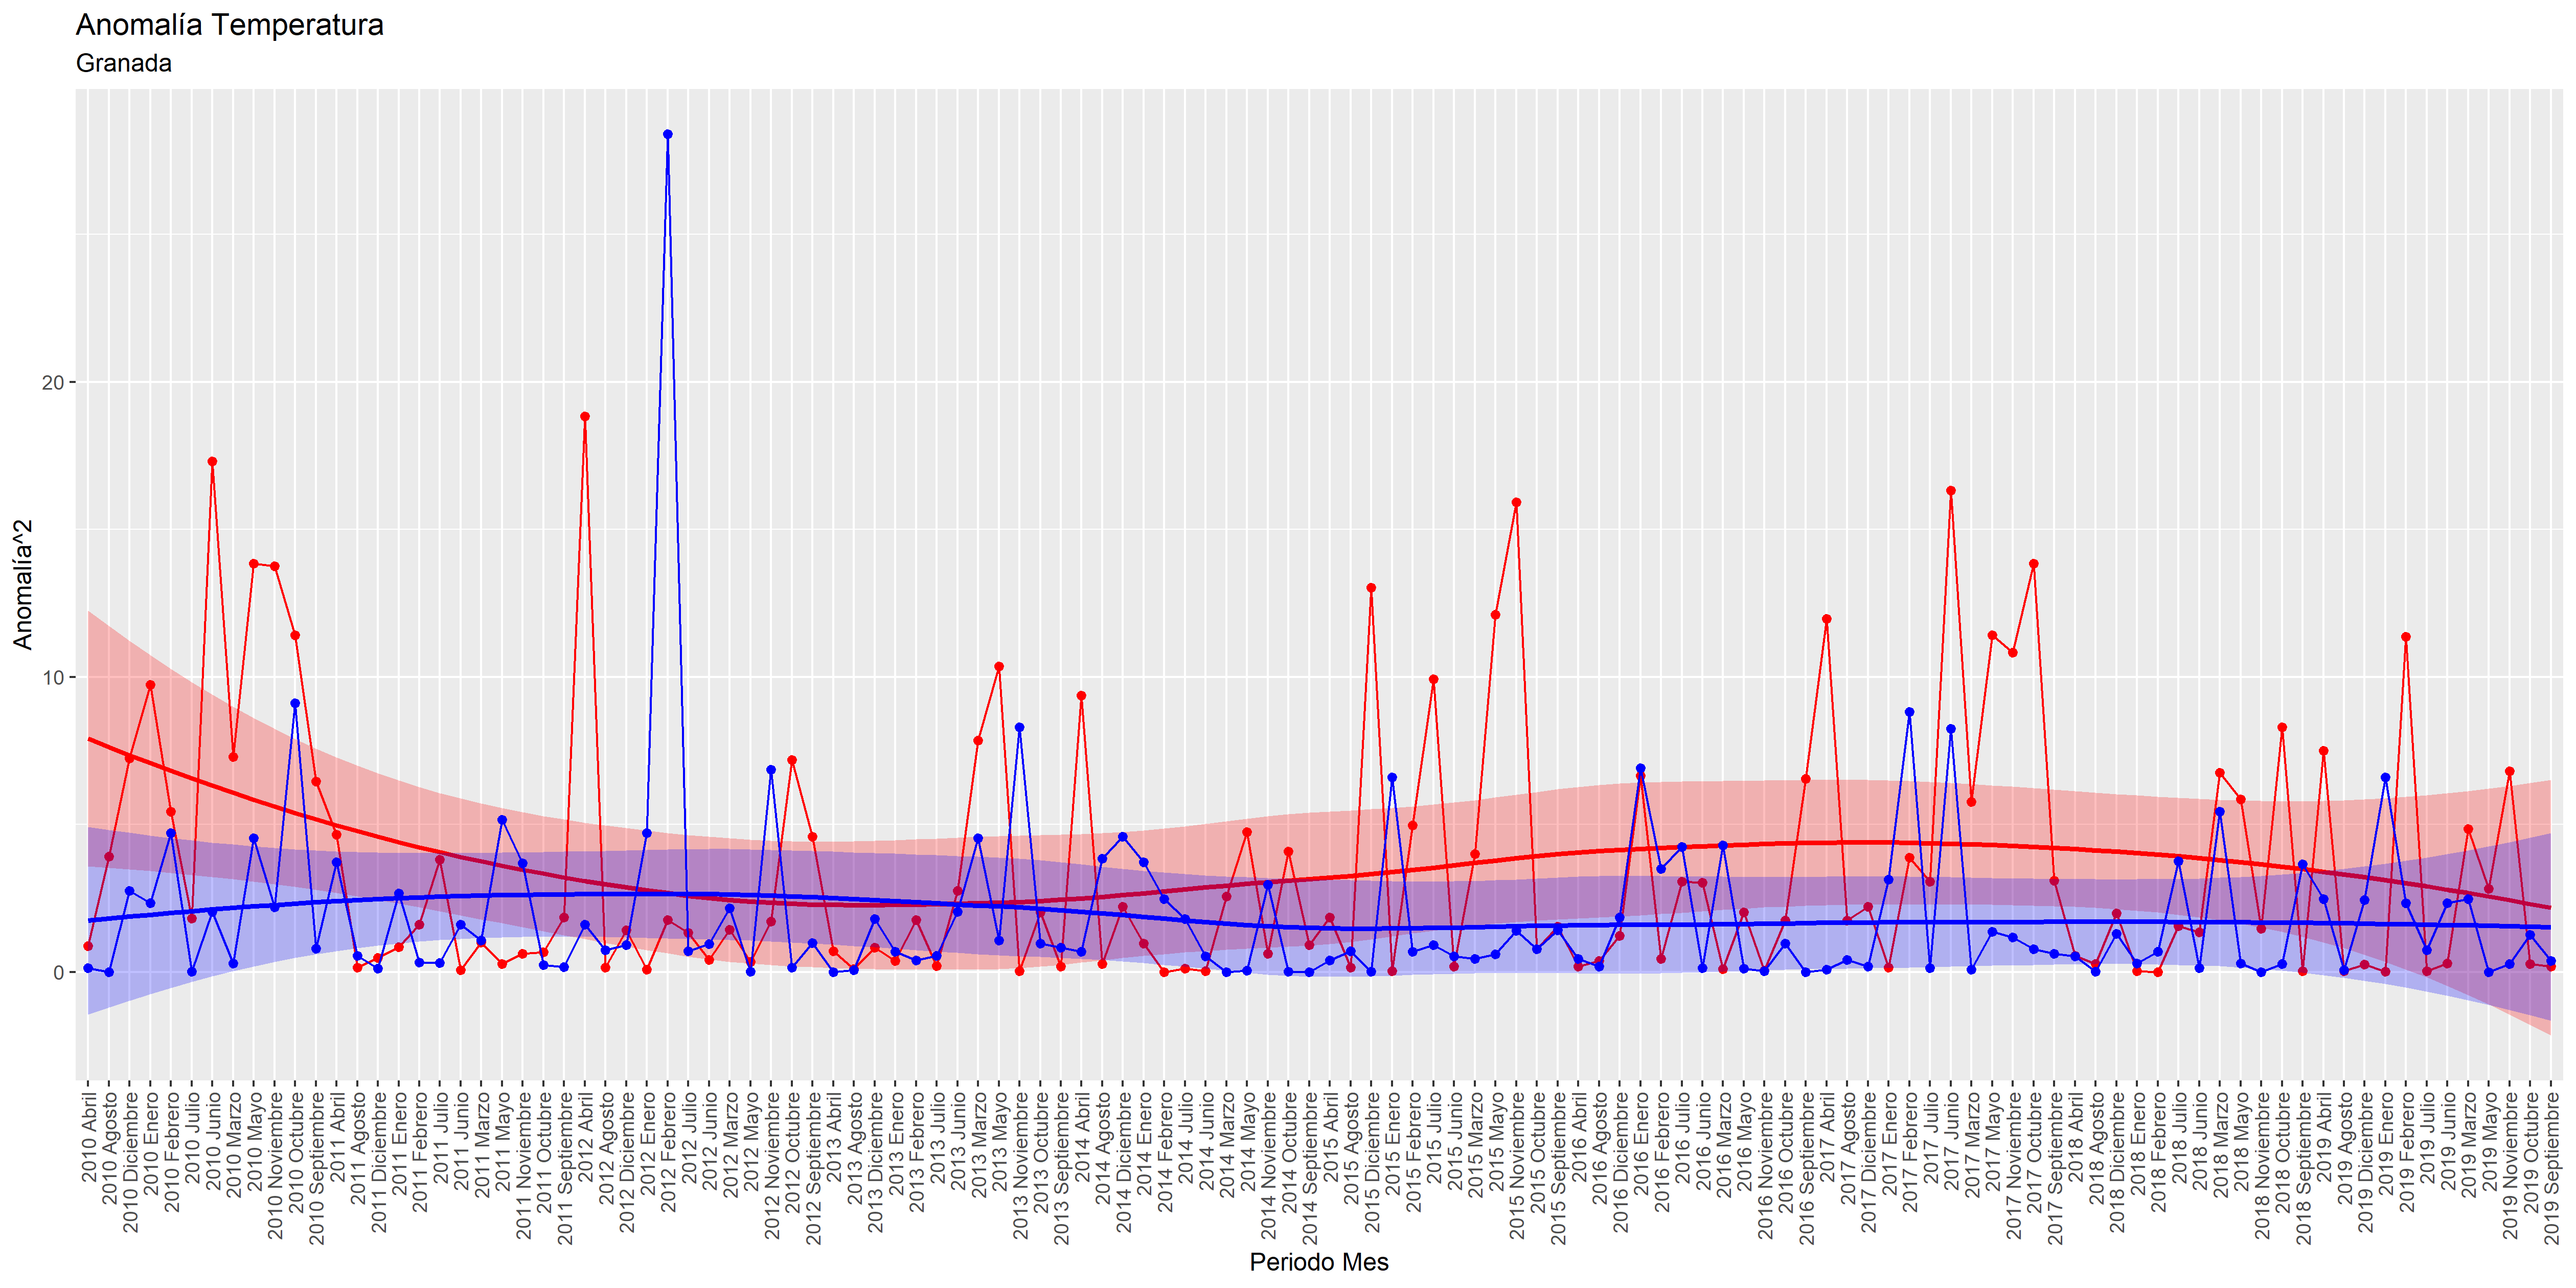 Anomalía Temperatura
Granada
Anomalía^2
20
10
0
2010 Abril
2010 Agosto
2010 Diciembre
2010 Enero
2010 Febrero
2010 Julio
2010 Junio
2010 Marzo
2010 Mayo
2010 Noviembre
2010 Octubre
2010 Septiembre
2011 Abril
2011 Agosto
2011 Diciembre
2011 Enero
2011 Febrero
2011 Julio
2011 Junio
2011 Marzo
2011 Mayo
2011 Noviembre
2011 Octubre
2011 Septiembre
2012 Abril
2012 Agosto
2012 Diciembre
2012 Enero
2012 Febrero
2012 Julio
2012 Junio
2012 Marzo
2012 Mayo
2012 Noviembre
2012 Octubre
2012 Septiembre
2013 Abril
2013 Agosto
2013 Diciembre
2013 Enero
2013 Febrero
2013 Julio
2013 Junio
2013 Marzo
2013 Mayo
2013 Noviembre
2013 Octubre
2013 Septiembre
2014 Abril
2014 Agosto
2014 Diciembre
2014 Enero
2014 Febrero
2014 Julio
2014 Junio
2014 Marzo
2014 Mayo
2014 Noviembre
2014 Octubre
2014 Septiembre
2015 Abril
2015 Agosto
2015 Diciembre
2015 Enero
2015 Febrero
2015 Julio
2015 Junio
2015 Marzo
2015 Mayo
2015 Noviembre
2015 Octubre
2015 Septiembre
2016 Abril
2016 Agosto
2016 Diciembre
2016 Enero
2016 Febrero
2016 Julio
2016 Junio
2016 Marzo
2016 Mayo
2016 Noviembre
2016 Octubre
2016 Septiembre
2017 Abril
2017 Agosto
2017 Diciembre
2017 Enero
2017 Febrero
2017 Julio
2017 Junio
2017 Marzo
2017 Mayo
2017 Noviembre
2017 Octubre
2017 Septiembre
2018 Abril
2018 Agosto
2018 Diciembre
2018 Enero
2018 Febrero
2018 Julio
2018 Junio
2018 Marzo
2018 Mayo
2018 Noviembre
2018 Octubre
2018 Septiembre
2019 Abril
2019 Agosto
2019 Diciembre
2019 Enero
2019 Febrero
2019 Julio
2019 Junio
2019 Marzo
2019 Mayo
2019 Noviembre
2019 Octubre
2019 Septiembre
Periodo Mes